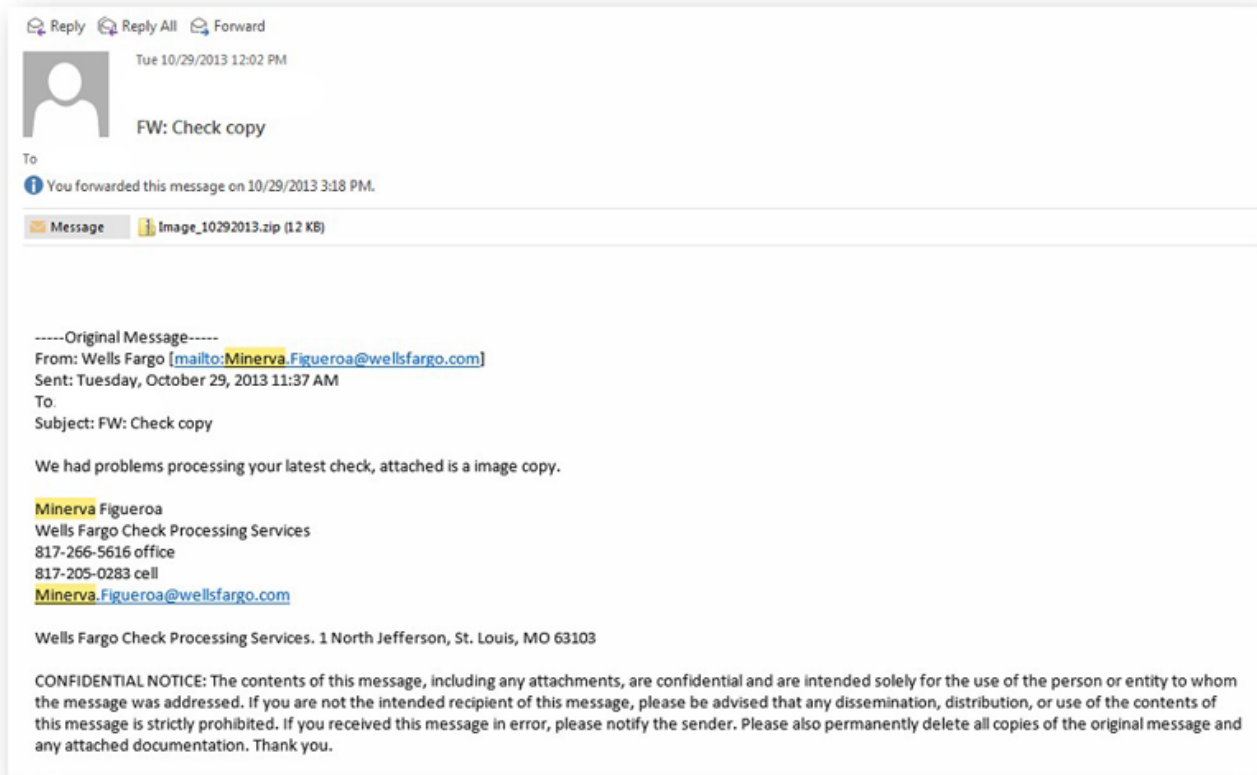 Reply Reply All Forward
Tue 10/29/2013 12:02 PM
FW: Check copy
To
You forwarded this message on 10/29/2013 3:18 PM.
Message Image_10292013.zip (12 KB)
-----Original Message-----
From: Wells Fargo [mailto:Minerva.Figueroa@wellsfargo.com]
Sent: Tuesday, October 29, 2013 11:37 AM
To.
Subject: FW: Check copy
We had problems processing your latest check, attached is a image copy.
Minerva Figueroa
Wells Fargo Check Processing Services
817-266-5616 office
817-205-0283 cell
Minerva.Figueroa@wellsfargo.com
Wells Fargo Check Processing Services. 1 North Jefferson, St. Louis, MO 63103
CONFIDENTIAL NOTICE: The contents of this message, including any attachments, are confidential and are intended solely for the use of the person or entity to whom
the message was addressed. If you are not the intended recipient of this message, please be advised that any dissemination, distribution, or use of the contents of
this message is strictly prohibited. If you received this message in error, please notify the sender. Please also permanently delete all copies of the original message and
any attached documentation. Thank you.